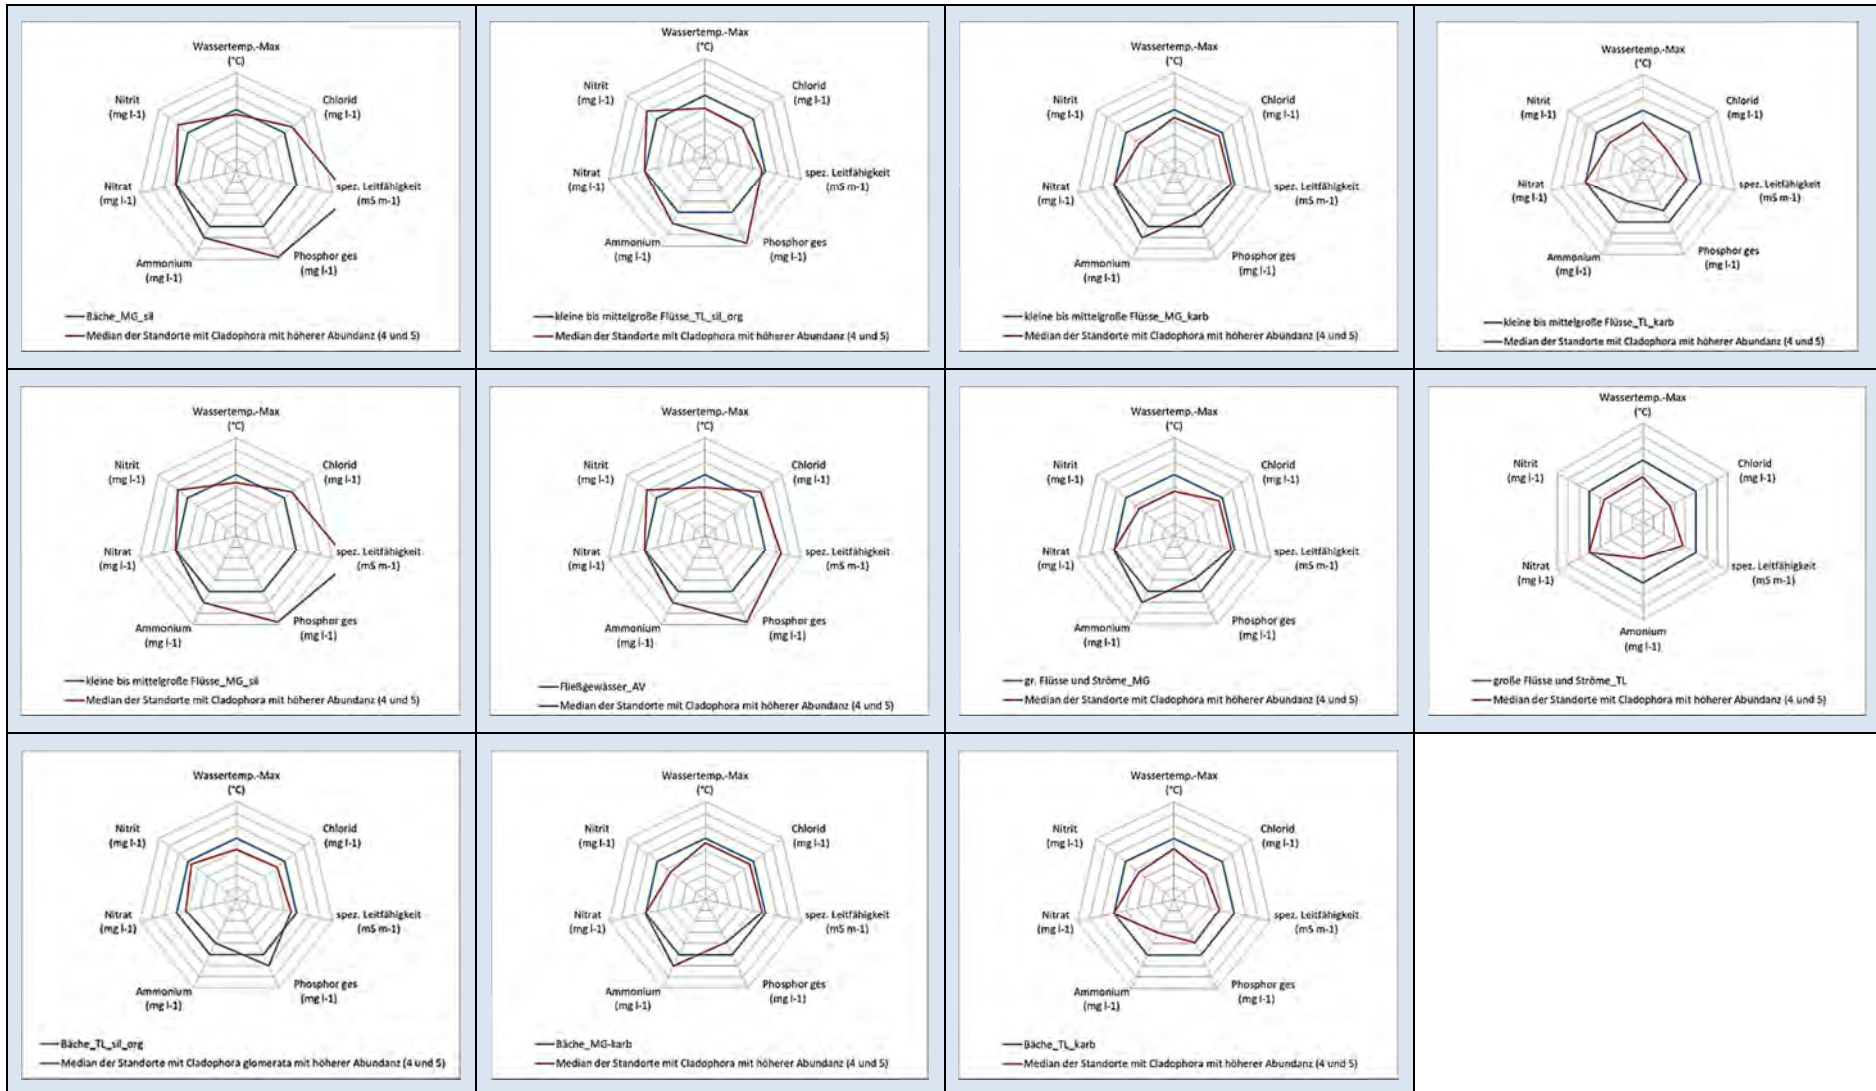 Wassertemp.-Max
(°C)
Nitrit
(mg l-1)
Chlorid
(mg l-1)
Nitrat
(mg l-1)
spez. Leitfähigkeit
(mS m-1)
Ammonium
(mg l-1)
Phosphor ges
(mg l-1)
Bäche_MG_sil
Median der Standorte mit Cladophora mit höherer Abundanz (4 und 5)
Wassertemp.-Max
(°C)
Nitrit
(mg l-1)
Chlorid
(mg l-1)
Nitrat
(mg l-1)
spez. Leitfähigkeit
(mS m-1)
Ammonium
(mg l-1)
Phosphor ges
(mg l-1)
kleine bis mittelgroße Flüsse_TL_sil_org
Median der Standorte mit Cladophora mit höherer Abundanz (4 und 5)
Wassertemp.-Max
(°C)
Nitrit
(mg l-1)
Chlorid
(mg l-1)
Nitrat
(mg l-1)
spez. Leitfähigkeit
(mS m-1)
Ammonium
(mg l-1)
Phosphor ges
(mg l-1)
kleine bis mittelgroße Flüsse_MG_karb
Median der Standorte mit Cladophora mit höherer Abundanz (4 und 5)
Wassertemp.-Max
(°C)
Nitrit
(mg l-1)
Chlorid
(mg l-1)
Nitrat
(mg l-1)
spez. Leitfähigkeit
(mS m-1)
Ammonium
(mg l-1)
Phosphor ges
(mg l-1)
kleine bis mittelgroße Flüsse_TL_karb
Median der Standorte mit Cladophora mit höherer Abundanz (4 und 5)
Wassertemp.-Max
(°C)
Nitrit
(mg l-1)
Chlorid
(mg l-1)
Nitrat
(mg l-1)
spez. Leitfähigkeit
(mS m-1)
Ammonium
(mg l-1)
Phosphor ges
(mg l-1)
kleine bis mittelgroße Flüsse_MG_sil
Median der Standorte mit Cladophora mit höherer Abundanz (4 und 5)
Wassertemp.-Max
(°C)
Nitrit
(mg l-1)
Chlorid
(mg l-1)
Nitrat
(mg l-1)
spez. Leitfähigkeit
(mS m-1)
Ammonium
(mg l-1)
Phosphor ges
(mg l-1)
Fließgewässer_AV
Median der Standorte mit Cladophora mit höherer Abundanz (4 und 5)
Wassertemp.-Max
(°C)
Nitrit
(mg l-1)
Chlorid
(mg l-1)
Nitrat
(mg l-1)
spez. Leitfähigkeit
(mS m-1)
Ammonium
(mg l-1)
Phosphor ges
(mg l-1)
gr. Flüsse und Ströme_MG
Median der Standorte mit Cladophora mit höherer Abundanz (4 und 5)
Wassertemp.-Max
(°C)
Nitrit
(mg l-1)
Chlorid
(mg l-1)
Nitrat
(mg l-1)
spez. Leitfähigkeit
(mS m-1)
Amonium
(mg l-1)
große Flüsse und Ströme_TL
Median der Standorte mit Cladophora mit höherer Abundanz (4 und 5)
Wassertemp.-Max
(°C)
Nitrit
(mg l-1)
Chlorid
(mg l-1)
Nitrat
(mg l-1)
spez. Leitfähigkeit
(mS m-1)
Ammonium
(mg l-1)
Phosphor ges
(mg l-1)
Bäche_TL_sil_org
Median der Standorte mit Cladophora glomerata mit höherer Abundanz (4 und 5)
Wassertemp.-Max
(°C)
Nitrit
(mg l-1)
Chlorid
(mg l-1)
Nitrat
(mg l-1)
spez. Leitfähigkeit
(mS m-1)
Ammonium
(mg l-1)
Phosphor ges
(mg l-1)
Bäche_MG-karb
Median der Standorte mit Cladophora mit höherer Abundanz (4 und 5)
Wassertemp.-Max
(°C)
Nitrit
(mg l-1)
Chlorid
(mg l-1)
Nitrat
(mg l-1)
spez. Leitfähigkeit
(mS m-1)
Ammonium
(mg l-1)
Phosphor ges
(mg l-1)
Bäche_TL_karb
Median der Standorte mit Cladophora mit höherer Abundanz (4 und 5)